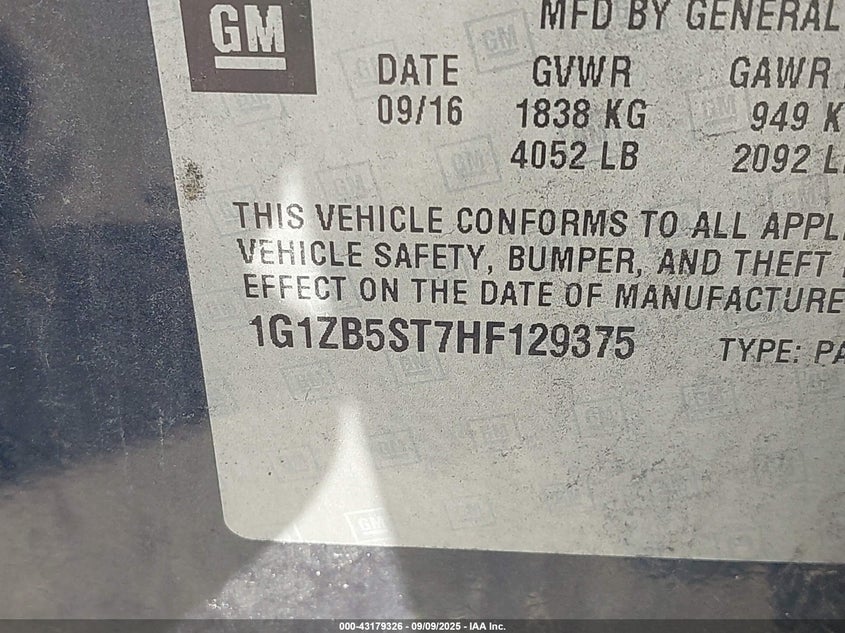 GM
MFD BY GENERAL
DATE GVWR GAWR
09/16 1838 KG 949 K
4052 LB 2092 L
THIS VEHICLE CONFORMS TO ALL APPL
VEHICLE SAFETY, BUMPER, AND THEFT
EFFECT ON THE DATE OF MANUFACTURE
1G1ZB5ST7HF129375 TYPE: PA
000-43179326 - 09/09/2025 - IAA Inc.